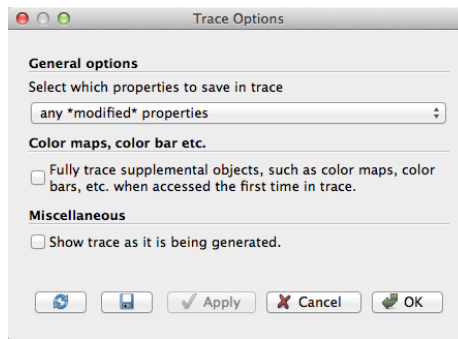 Trace Options
General options
Select which properties to save in trace
any *modified* properties
Color maps, color bar etc.
Fully trace supplemental objects, such as color maps, color
bars, etc. when accessed the first time in trace.
Miscellaneous
Show trace as it is being generated.
Apply Cancel OK